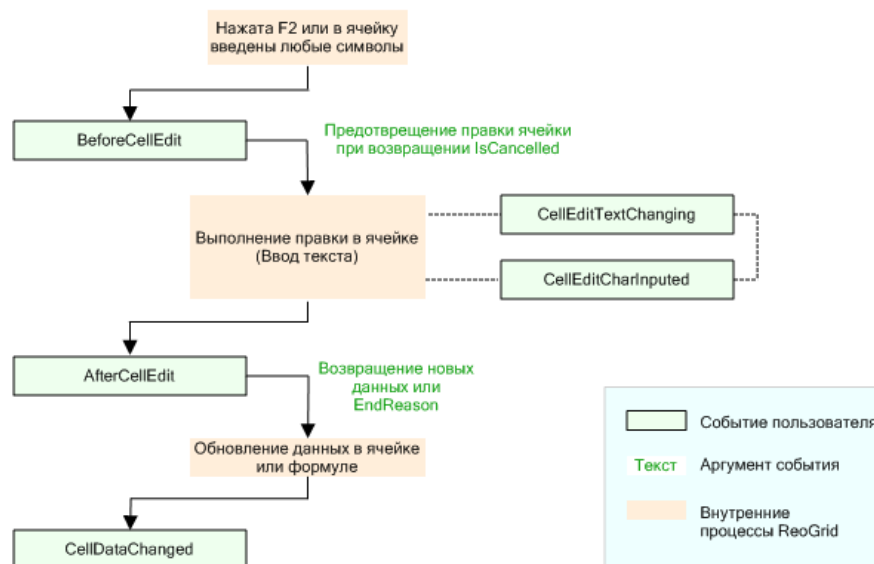 Нажата F2 или в ячейку
введены любые символы
BeforeCellEdit
Предотврещение правки ячейки
при возвращении IsCancelled
Выполнение правки в ячейке
(Ввод текста)
CellEditTextChanging
CellEditCharInputed
AfterCellEdit
Возвращение новых
данных или
EndReason
Обновление данных в ячейке
или формуле
CellDataChanged
Событие пользователя
Текст Аргумент события
Внутренние
процессы ReoGrid